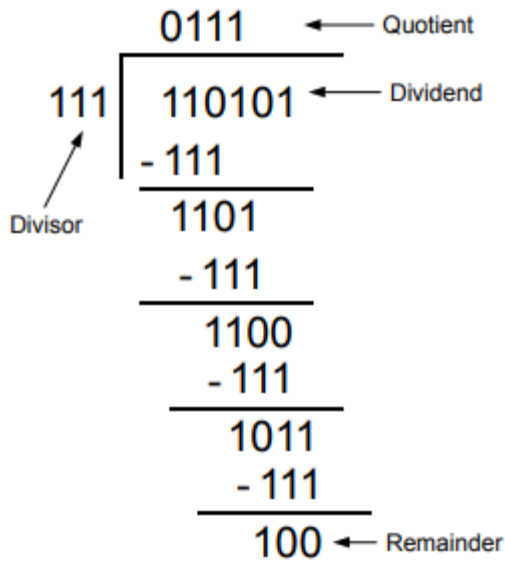 0111 Quotient
111 110101 Dividend
- 111
Divisor
1101
- 111
1100
- 111
1011
- 111
100 Remainder